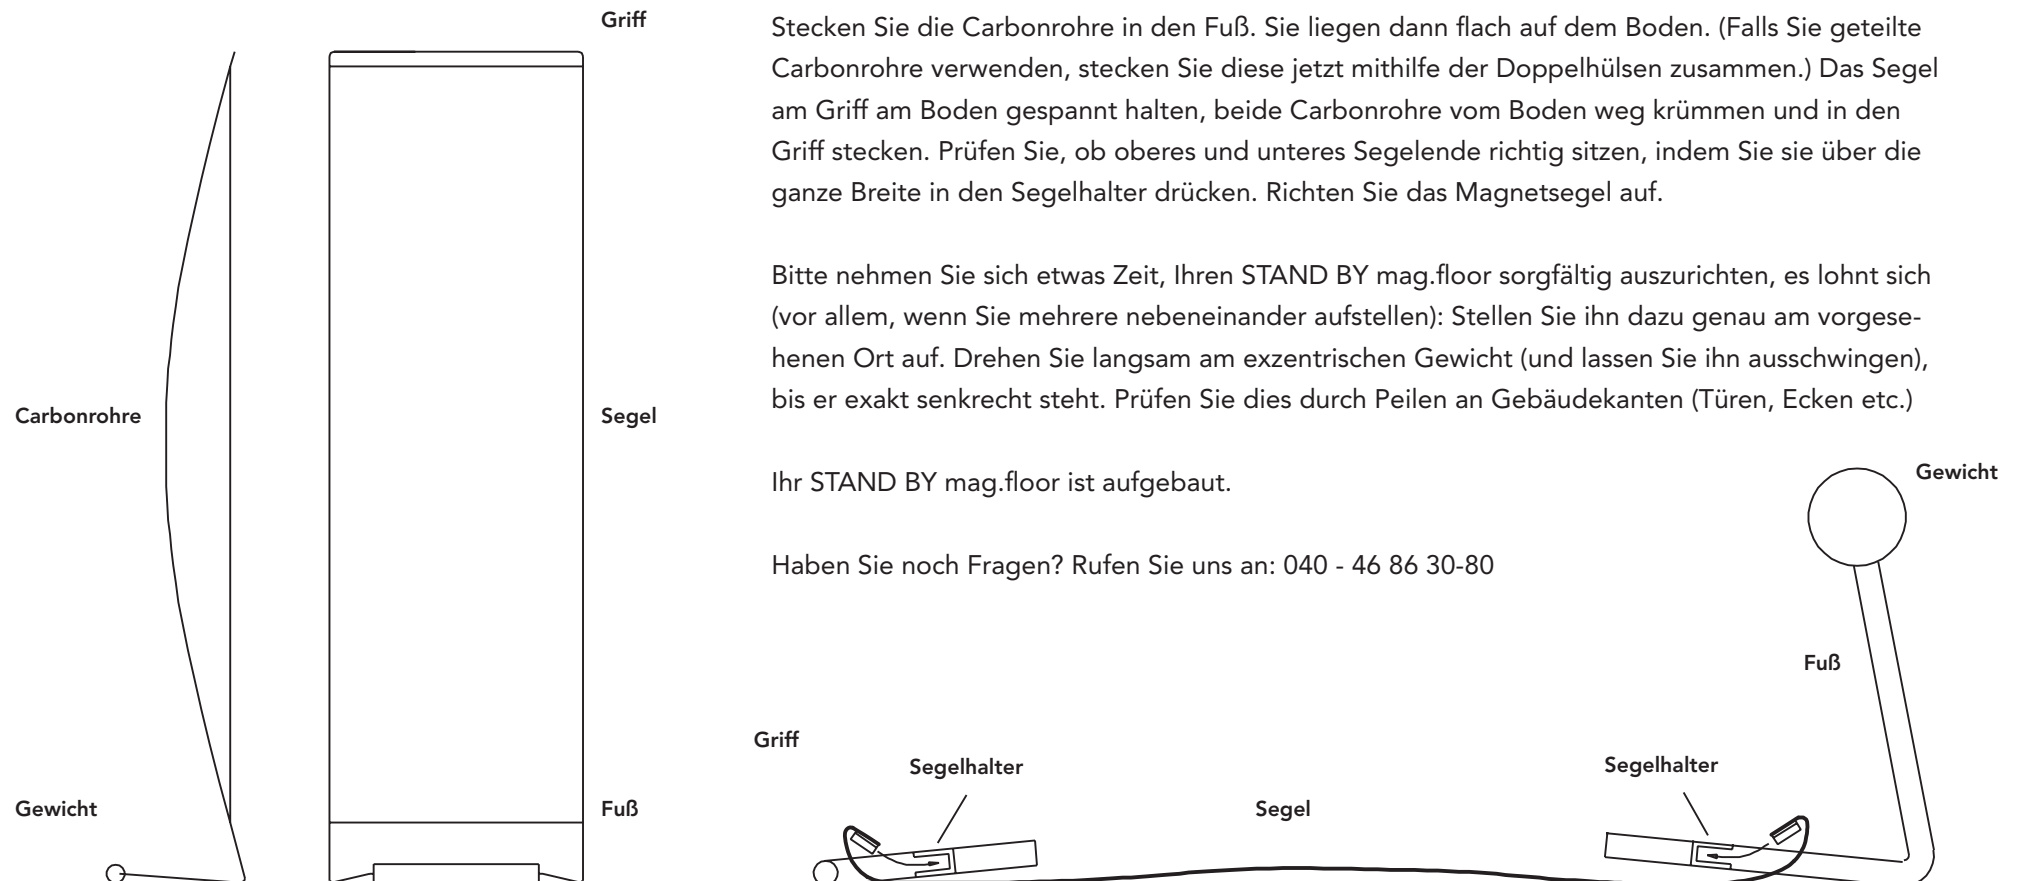 Griff
Carbonrohre
Segel
Gewicht
Fuß
Stecken Sie die Carbonrohre in den Fuß. Sie liegen dann flach auf dem Boden. (Falls Sie geteilte
Carbonrohre verwenden, stecken Sie diese jetzt mithilfe der Doppelhülsen zusammen.) Das Segel
am Griff am Boden gespannt halten, beide Carbonrohre vom Boden weg krümmen und in den
Griff stecken. Prüfen Sie, ob oberes und unteres Segelende richtig sitzen, indem Sie sie über die
ganze Breite in den Segelhalter drücken. Richten Sie das Magnetsegel auf.
Bitte nehmen Sie sich etwas Zeit, Ihren STAND BY mag.floor sorgfältig auszurichten, es lohnt sich
(vor allem, wenn Sie mehrere nebeneinander aufstellen): Stellen Sie ihn dazu genau am vorgese-
henen Ort auf. Drehen Sie langsam am exzentrischen Gewicht (und lassen Sie ihn ausschwingen),
bis er exakt senkrecht steht. Prüfen Sie dies durch Peilen an Gebäudekanten (Türen, Ecken etc.)
Ihr STAND BY mag.floor ist aufgebaut.
Haben Sie noch Fragen? Rufen Sie uns an: 040 - 46 86 30-80
Gewicht
Fuß
Griff
Segelhalter
Segel
Segelhalter